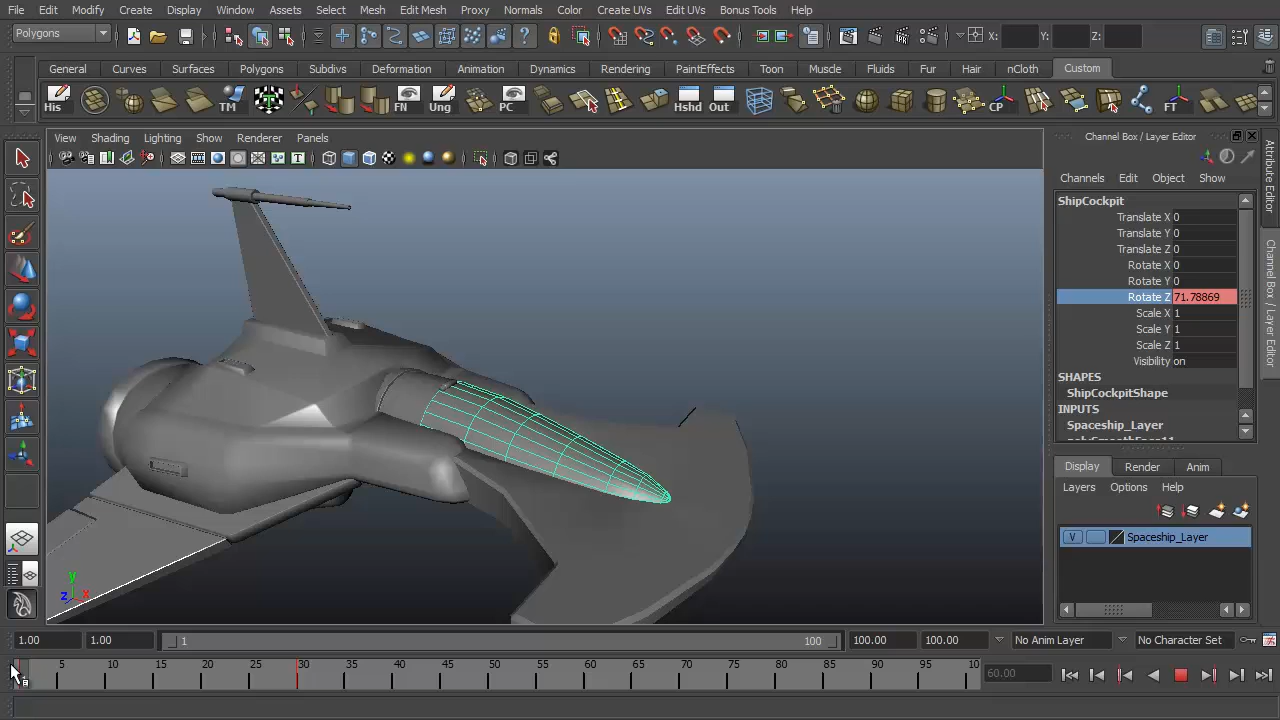 File Edit Modify Create Display Window Assets Select Mesh Edit Mesh Proxy Normals Color Create UVs Edit UVs Bonus Tools Help
Polygons X: Y: Z:
General Curves Surfaces Polygons Subdivs Deformation Animation Dynamics Rendering PaintEffects Toon Muscle Fluids Fur Hair nCloth Custom
His TM FN Ung PC Hshd Out CP FT
View Shading Lighting Show Renderer Panels
Channel Box / Layer Editor
Channels Edit Object Show
ShipCockpit
Translate X 0
Translate Y 0
Translate Z 0
Rotate X 0
Rotate Y 0
Rotate Z 71.78869
Scale X 1
Scale Y 1
Scale Z 1
Visibility on
SHAPES
ShipCockpitShape
INPUTS
Spaceship_Layer
polySmoothFace11
Attribute Editor
Channel Box / Layer Editor
Display Render Anim
Layers Options Help
V Spaceship_Layer
y
z x
1.00 1.00 1 100 100.00 100.00 No Anim Layer No Character Set
5 10 15 20 25 30 35 40 45 50 55 60 65 70 75 80 85 90 95 10 60.00